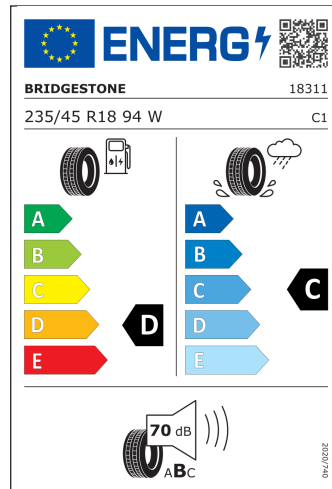 ENERG
BRIDGESTONE 18311
235/45 R18 94 W C1
A A
B B
C C C
D D D
E E
70 dB
ABC
2020/740